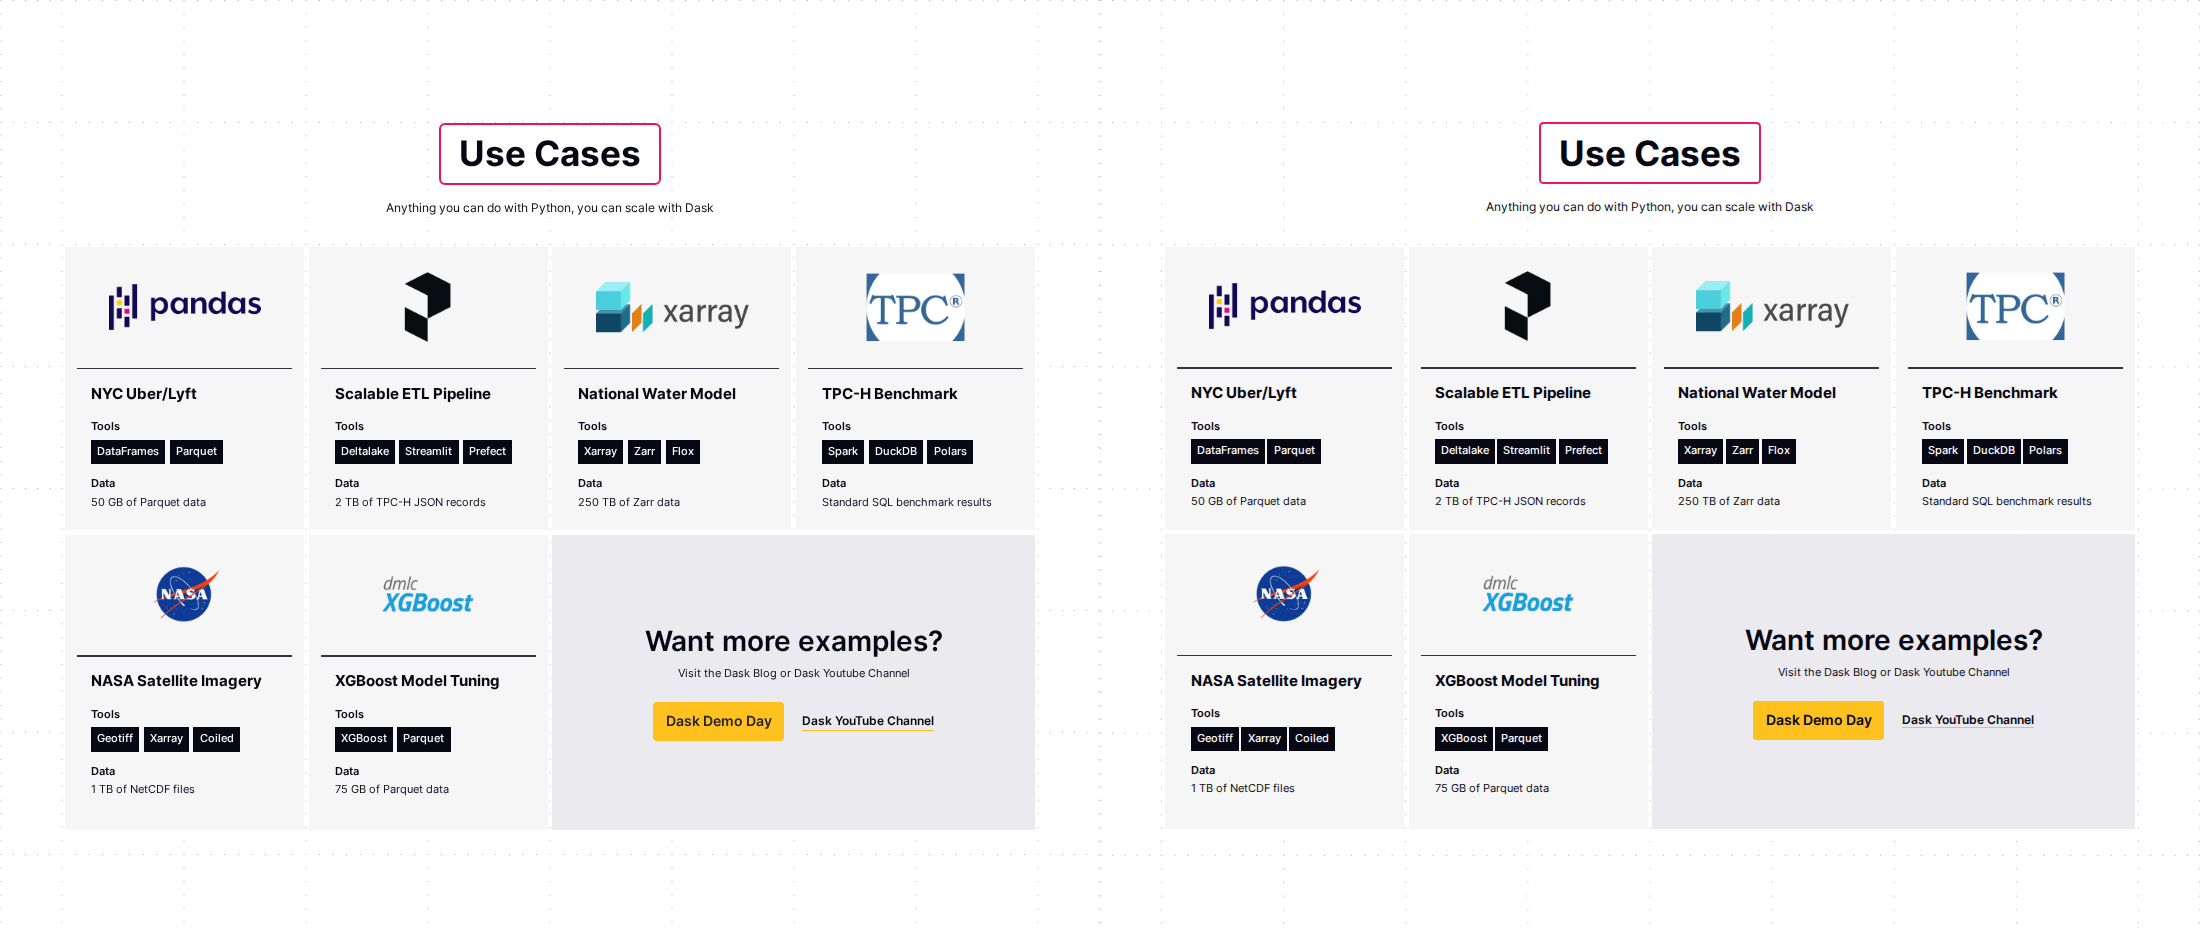 Use Cases
Anything you can do with Python, you can scale with Dask
pandas
xarray
TPC®
NYC Uber/Lyft
Scalable ETL Pipeline
National Water Model
TPC-H Benchmark
Tools
Tools
Tools
Tools
DataFrames Parquet
Deltalake Streamlit Prefect
Xarray Zarr Flox
Spark DuckDB Polars
Data
Data
Data
Data
50 GB of Parquet data
2 TB of TPC-H JSON records
250 TB of Zarr data
Standard SQL benchmark results
NASA
dmlc
XGBoost
NASA Satellite Imagery
XGBoost Model Tuning
Tools
Tools
Geotiff Xarray Coiled
XGBoost Parquet
Data
Data
1 TB of NetCDF files
75 GB of Parquet data
Want more examples?
Visit the Dask Blog or Dask Youtube Channel
Dask Demo Day
Dask YouTube Channel
Use Cases
Anything you can do with Python, you can scale with Dask
pandas
xarray
TPC®
NYC Uber/Lyft
Scalable ETL Pipeline
National Water Model
TPC-H Benchmark
Tools
Tools
Tools
Tools
DataFrames Parquet
Deltalake Streamlit Prefect
Xarray Zarr Flox
Spark DuckDB Polars
Data
Data
Data
Data
50 GB of Parquet data
2 TB of TPC-H JSON records
250 TB of Zarr data
Standard SQL benchmark results
NASA
dmlc
XGBoost
NASA Satellite Imagery
XGBoost Model Tuning
Tools
Tools
Geotiff Xarray Coiled
XGBoost Parquet
Data
Data
1 TB of NetCDF files
75 GB of Parquet data
Want more examples?
Visit the Dask Blog or Dask Youtube Channel
Dask Demo Day
Dask YouTube Channel